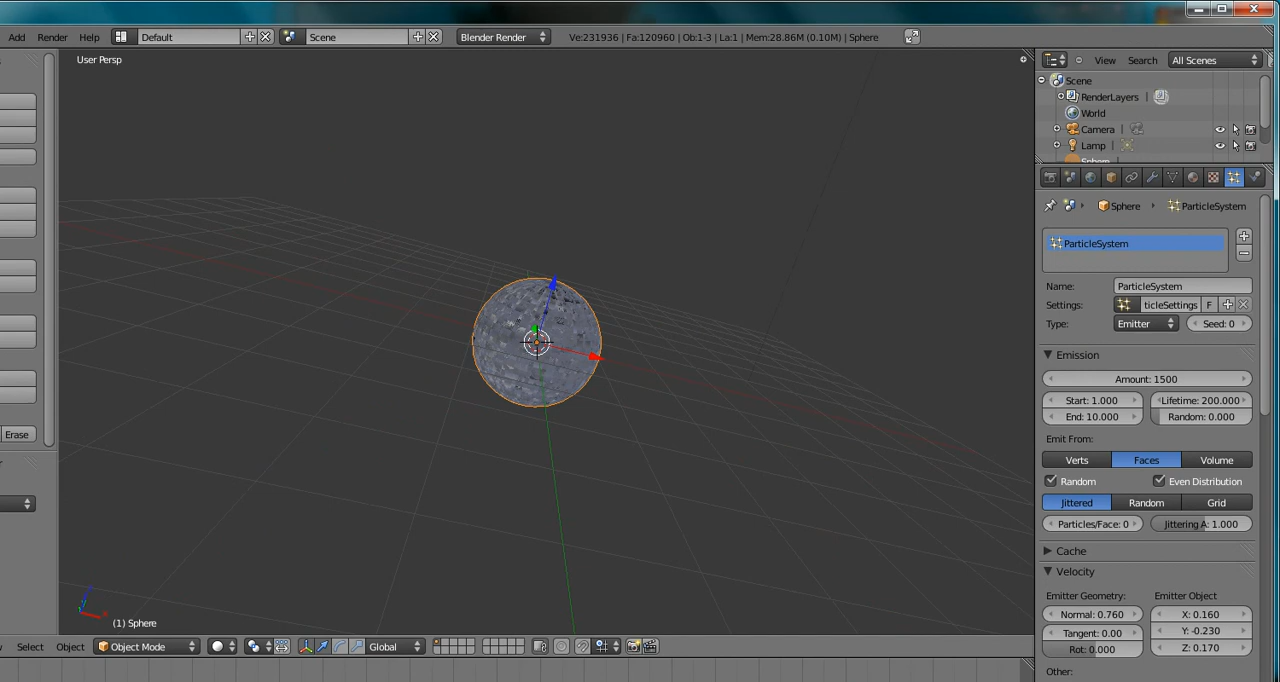 Add Render Help Default Scene Blender Render Ve:231936 | Fa:120960 | Ob:1-3 | La:1 | Mem:28.86M (0.10M) | Sphere
User Persp
View Search All Scenes
Scene
RenderLayers |
World
Camera |
Lamp |
Sphere
Sphere ParticleSystem
ParticleSystem
Name: ParticleSystem
Settings: ticleSettings F
Type: Emitter Seed: 0
Emission
Amount: 1500
Start: 1.000 Lifetime: 200.000
End: 10.000 Random: 0.000
Emit From:
Erase
Verts Faces Volume
Random Even Distribution
Jittered Random Grid
Particles/Face: 0 Jittering A: 1.000
Cache
Velocity
Emitter Geometry: Emitter Object
Normal: 0.760 X: 0.160
Tangent: 0.00 Y: -0.230
Rot: 0.000 Z: 0.170
Other:
(1) Sphere
Select Object Object Mode Global